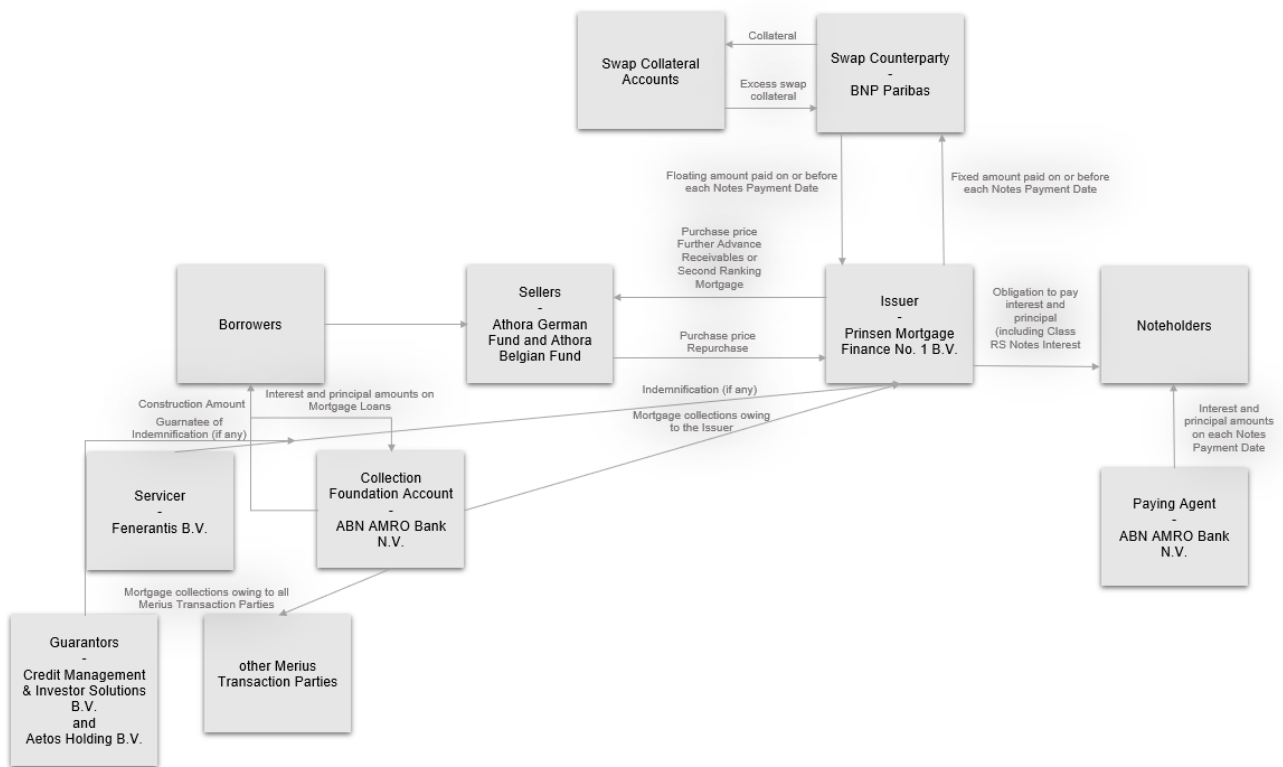 Collateral
Swap Collateral
Accounts
Excess swap
collateral
Swap Counterparty
-
BNP Paribas
Floating amount paid on or before
each Notes Payment Date
Fixed amount paid on or before
each Notes Payment Date
Purchase price
Further Advance
Receivables or
Second Ranking
Mortgage
Borrowers
Sellers
-
Athora German
Fund and Athora
Belgian Fund
Purchase price
Repurchase
Issuer
-
Prinsen Mortgage
Finance No. 1 B.V.
Obligation to pay
interest and
principal
(including Class
RS Notes Interest
Noteholders
Construction Amount
Interest and principal amounts on
Mortgage Loans
Indemnification (if any)
Guarnatee of
Indemnification (if any)
Mortgage collections owing
to the Issuer
Interest and
principal amounts
on each Notes
Payment Date
Servicer
-
Fenerantis B.V.
Collection
Foundation Account
-
ABN AMRO Bank
N.V.
Paying Agent
-
ABN AMRO Bank
N.V.
Mortgage collections owing to all
Merius Transaction Parties
Guarantors
-
Credit Management
& Investor Solutions
B.V.
and
Aetos Holding B.V.
other Merius
Transaction Parties